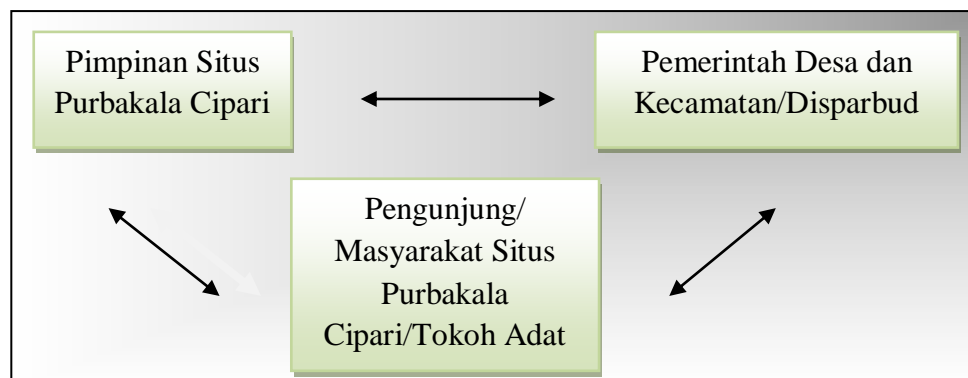 Pimpinan Situs
Purbakala Cipari
Pemerintah Desa dan
Kecamatan/Disparbud
Pengunjung/
Masyarakat Situs
Purbakala
Cipari/Tokoh Adat